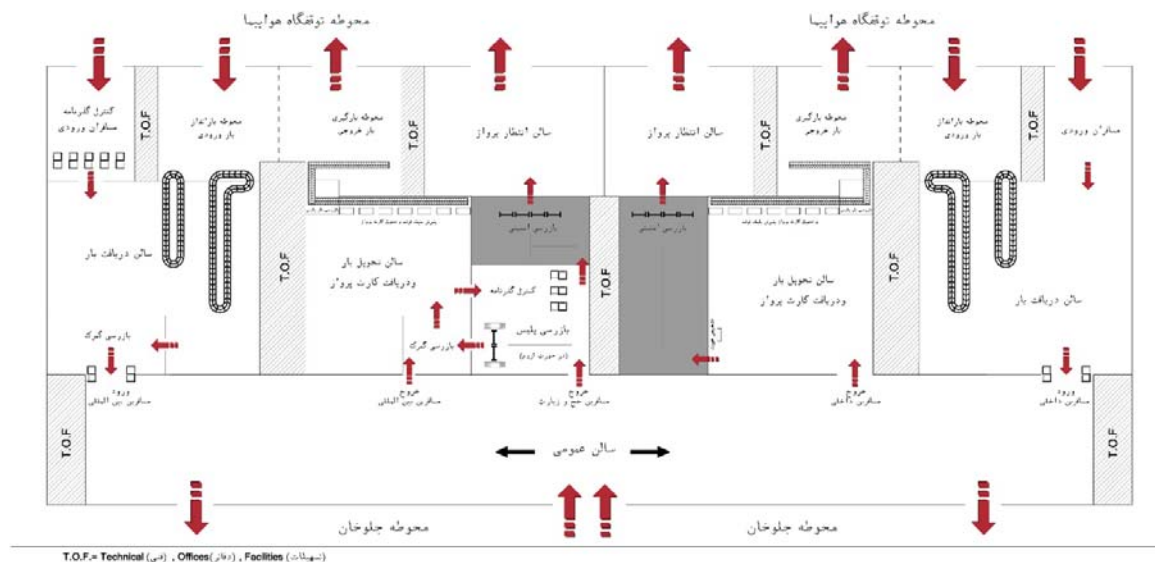 محوطه توقفگاه هواپیما
محوطه توقفگاه هواپیما
مسافران ورودی
T.O.F
محوطه بارانداز
بار ورودی
محوطه بارگیری
بار خروجی
T.O.F
سالن انتظار پرواز
سالن انتظار پرواز
T.O.F
محوطه بارگیری
بار خروجی
محوطه بارانداز
بار ورودی
T.O.F
کنترل گذرنامه
مسافران ورودی
بازرسی امنیتی
بازرسی امنیتی
سالن دریافت بار
T.O.F
سالن تحویل بار
ودریافت کارت پرواز
T.O.F
کنترل گذرنامه
بازرسی پلیس
(در صورت لزوم)
بازرسی گمرک
سالن تحویل بار
ودریافت کارت پرواز
T.O.F
سالن دریافت بار
بازرسی گمرک
ورود
مسافرین داخلی
خروج
مسافرین داخلی
خروج
مسافرین حج و زیارت
خروج
مسافرین بین المللی
ورود
مسافرین بین المللی
T.O.F
سالن عمومی
T.O.F
محوطه جلوخان
محوطه جلوخان
T.O.F.= Technical (فنی) , Offices(دفاتر) , Facilities (تسهیلات)